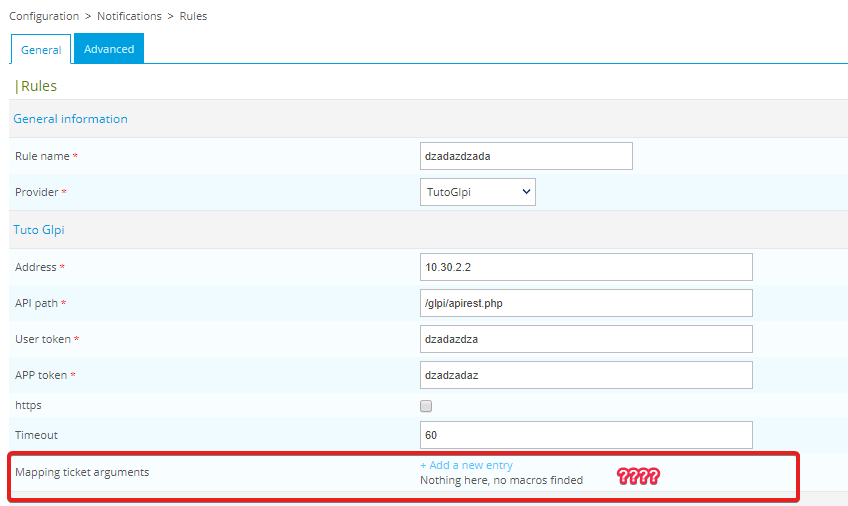 Configuration > Notifications > Rules
General Advanced
Rules
General information
Rule name * dzadazdzada
Provider * TutoGlpi
Tuto Glpi
Address * 10.30.2.2
API path * /glpi/apirest.php
User token * dzadazdza
APP token * dzadzadaz
https
Timeout 60
Mapping ticket arguments + Add a new entry
Nothing here, no macros finded ????